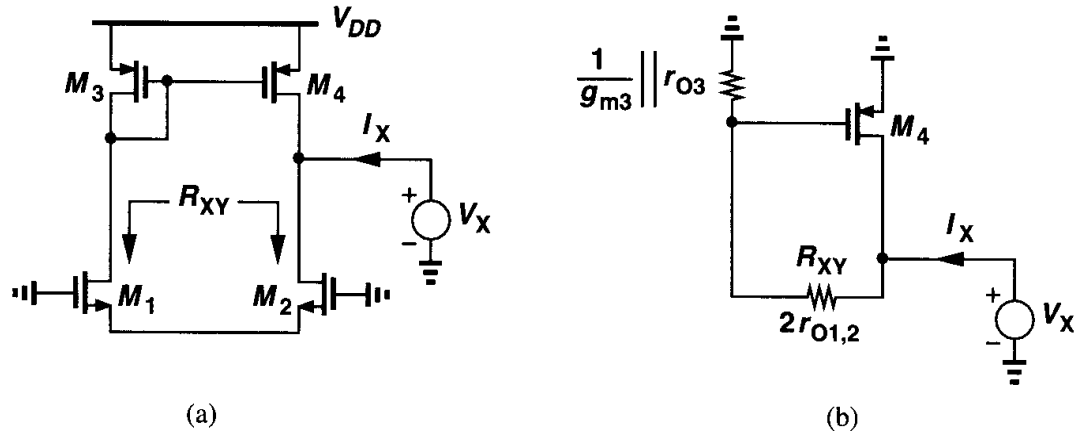 V_DD
M_3
M_4
I_X
R_XY
+
−
V_X
M_1
M_2
(a)
1/g_m3 || r_O3
M_4
I_X
R_XY
2r_O1,2
+
−
V_X
(b)